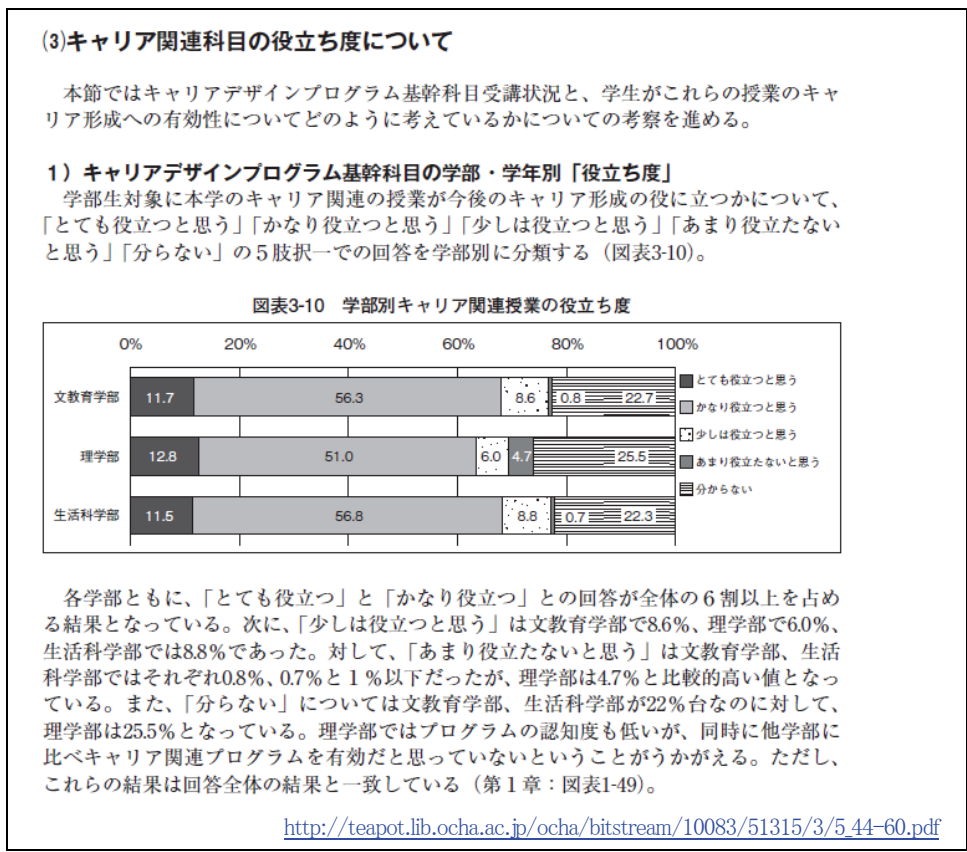 (3)キャリア関連科目の役立ち度について
本節ではキャリアデザインプログラム基幹科目受講状況と、学生がこれらの授業のキャ
リア形成への有効性についてどのように考えているかについての考察を進める。
1）キャリアデザインプログラム基幹科目の学部・学年別「役立ち度」
学部生対象に本学のキャリア関連の授業が今後のキャリア形成の役に立つかについて、
「とても役立つと思う」「かなり役立つと思う」「少しは役立つと思う」「あまり役立たない
と思う」「分らない」の５肢択一での回答を学部別に分類する（図表3-10）。
図表3-10　学部別キャリア関連授業の役立ち度
0% 20% 40% 60% 80% 100%
文教育学部 11.7 56.3 8.6 0.8 22.7
理学部 12.8 51.0 6.0 4.7 25.5
生活科学部 11.5 56.8 8.8 0.7 22.3
とても役立つと思う
かなり役立つと思う
少しは役立つと思う
あまり役立たないと思う
分からない
各学部ともに、「とても役立つ」と「かなり役立つ」との回答が全体の６割以上を占め
る結果となっている。次に、「少しは役立つと思う」は文教育学部で8.6%、理学部で6.0%、
生活科学部では8.8%であった。対して、「あまり役立たないと思う」は文教育学部、生活
科学部ではそれぞれ0.8%、0.7%と１%以下だったが、理学部は4.7%と比較的高い値となっ
ている。また、「分らない」については文教育学部、生活科学部が22%台なのに対して、
理学部は25.5%となっている。理学部ではプログラムの認知度も低いが、同時に他学部に
比べキャリア関連プログラムを有効だと思っていないということがうかがえる。ただし、
これらの結果は回答全体の結果と一致している（第１章：図表1-49）。
http://teapot.lib.ocha.ac.jp/ocha/bitstream/10083/51315/3/5_44-60.pdf